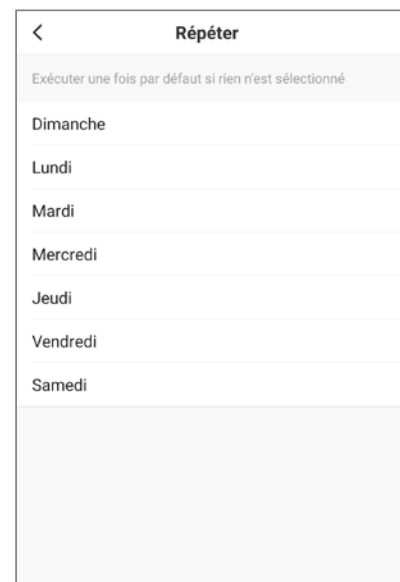 Répéter
Exécuter une fois par défaut si rien n'est sélectionné
Dimanche
Lundi
Mardi
Mercredi
Jeudi
Vendredi
Samedi